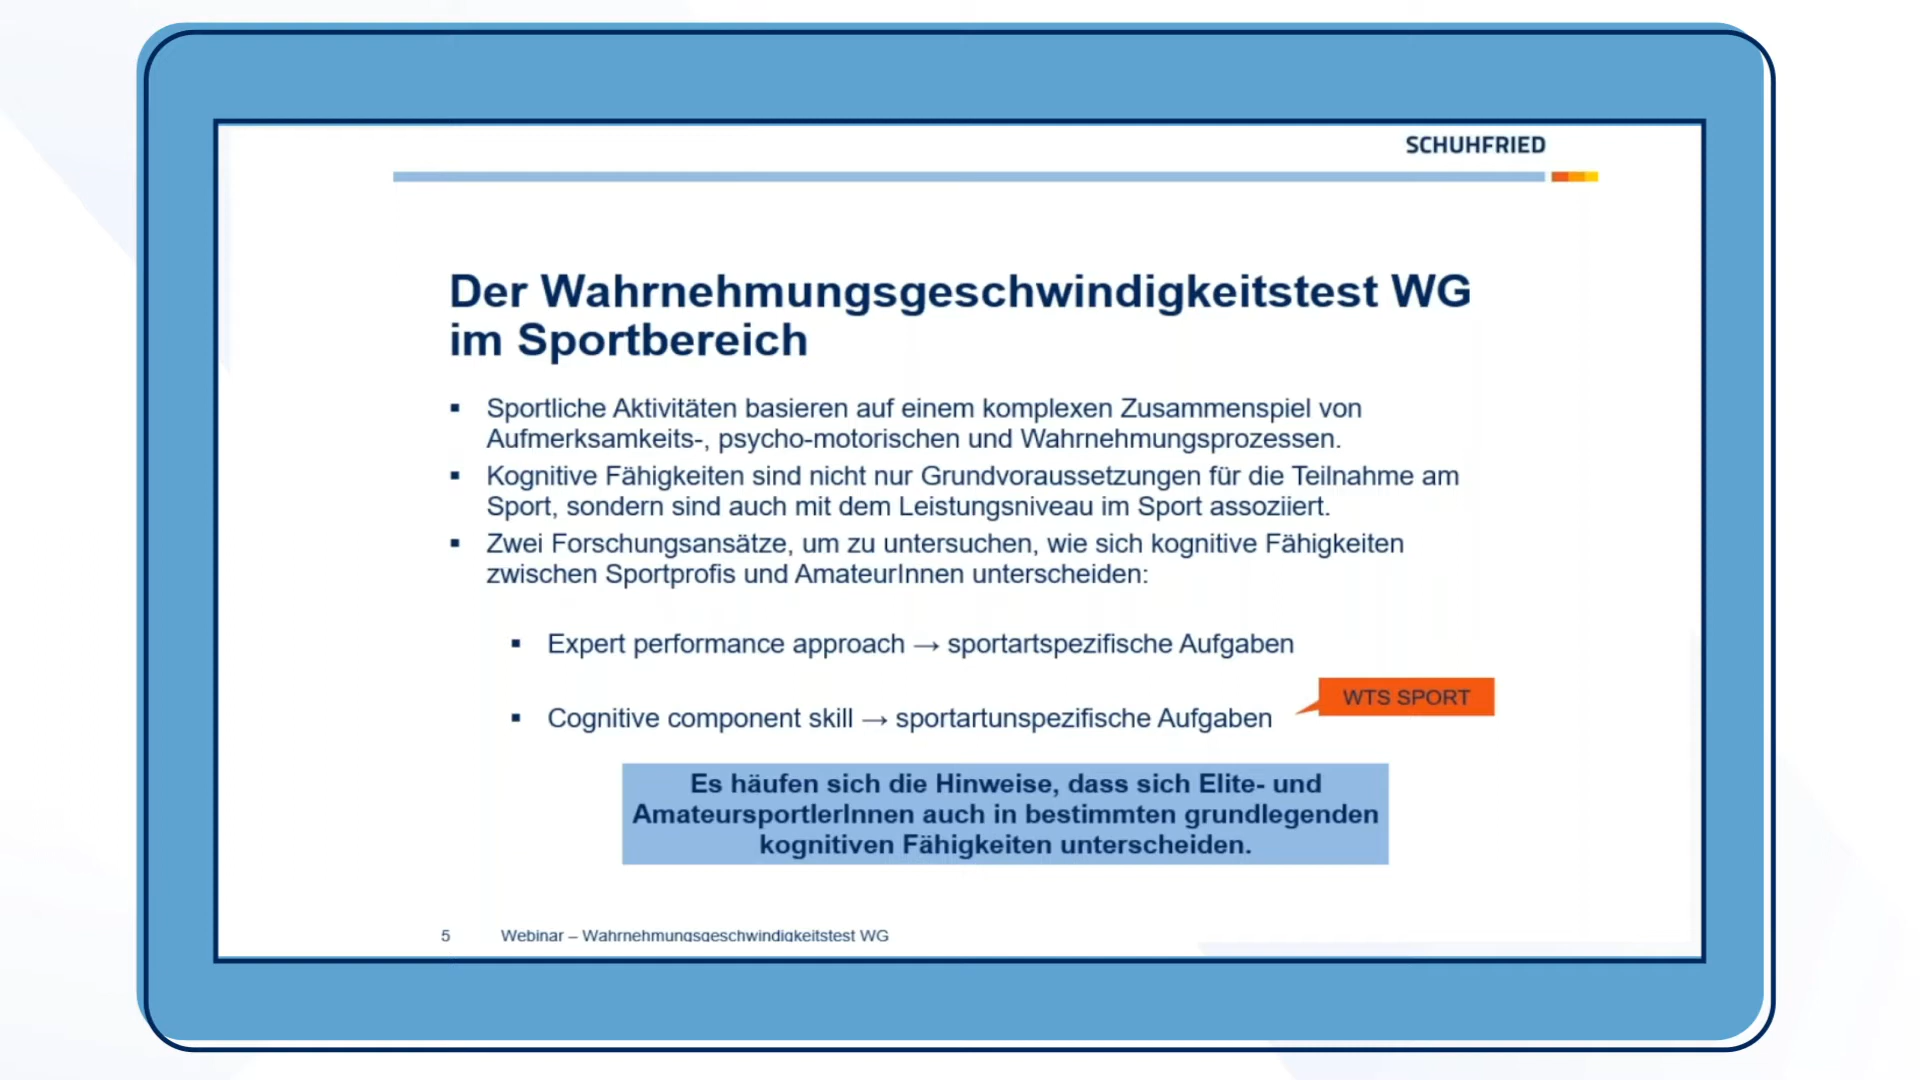 SCHUHFRIED
Der Wahrnehmungsgeschwindigkeitstest WG
im Sportbereich
▪ Sportliche Aktivitäten basieren auf einem komplexen Zusammenspiel von
Aufmerksamkeits-, psycho-motorischen und Wahrnehmungsprozessen.
▪ Kognitive Fähigkeiten sind nicht nur Grundvoraussetzungen für die Teilnahme am
Sport, sondern sind auch mit dem Leistungsniveau im Sport assoziiert.
▪ Zwei Forschungsansätze, um zu untersuchen, wie sich kognitive Fähigkeiten
zwischen Sportprofis und AmateurInnen unterscheiden:
▪ Expert performance approach → sportartspezifische Aufgaben
WTS SPORT
▪ Cognitive component skill → sportartunspezifische Aufgaben
Es häufen sich die Hinweise, dass sich Elite- und
AmateursportlerInnen auch in bestimmten grundlegenden
kognitiven Fähigkeiten unterscheiden.
5 Webinar – Wahrnehmungsgeschwindigkeitstest WG